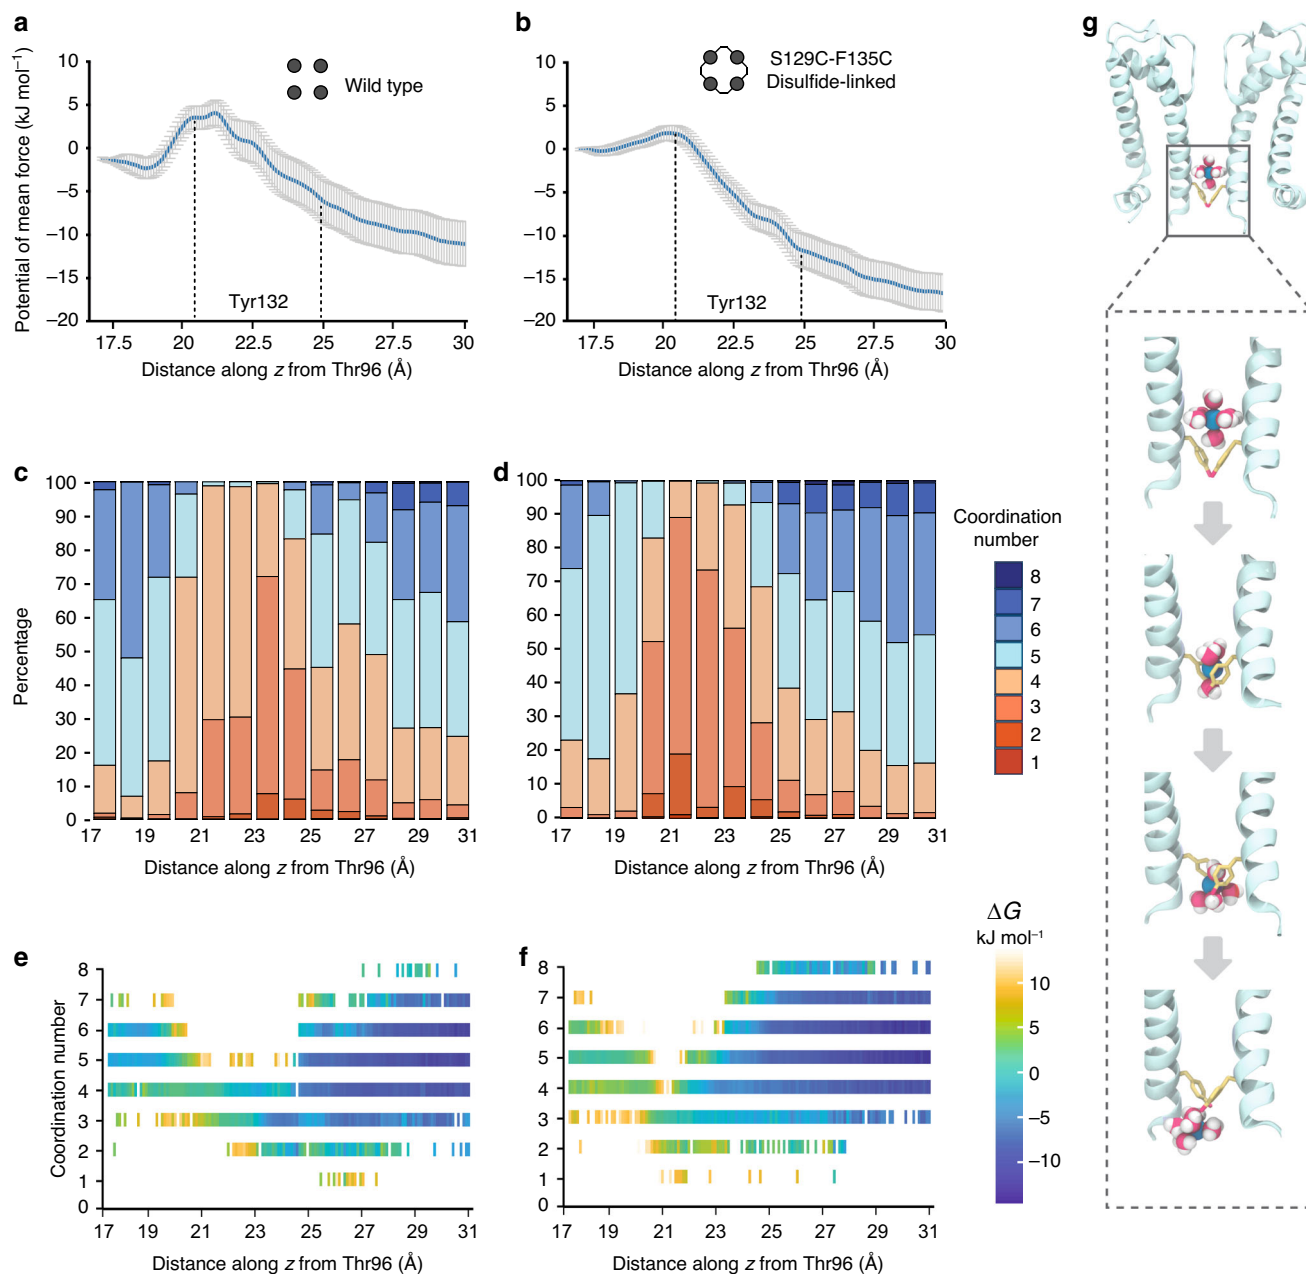 a
Potential of mean force (kJ mol⁻¹)
10
5
0
−5
−10
−15
−20
Wild type
Tyr132
17.5 20 22.5 25 27.5 30
Distance along z from Thr96 (Å)
b
10
5
0
−5
−10
−15
−20
S129C-F135C
Disulfide-linked
Tyr132
17.5 20 22.5 25 27.5 30
Distance along z from Thr96 (Å)
g
c
Percentage
100
90
80
70
60
50
40
30
20
10
0
17 19 21 23 25 27 29 31
Distance along z from Thr96 (Å)
d
100
90
80
70
60
50
40
30
20
10
0
17 19 21 23 25 27 29 31
Distance along z from Thr96 (Å)
Coordination
number
8
7
6
5
4
3
2
1
e
Coordination number
8
7
6
5
4
3
2
1
0
17 19 21 23 25 27 29 31
Distance along z from Thr96 (Å)
f
8
7
6
5
4
3
2
1
0
17 19 21 23 25 27 29 31
Distance along z from Thr96 (Å)
ΔG
kJ mol⁻¹
10
5
0
−5
−10